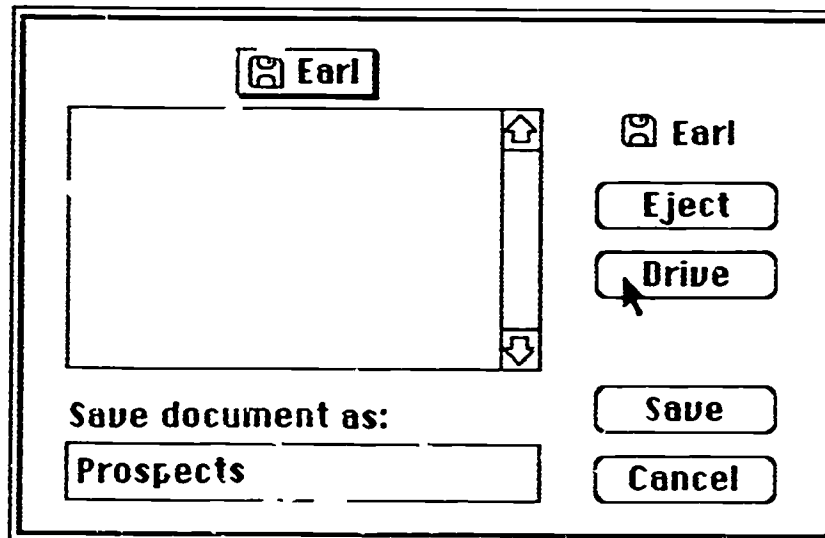 Earl
Earl
Eject
Drive
Save document as:
Save
Prospects
Cancel